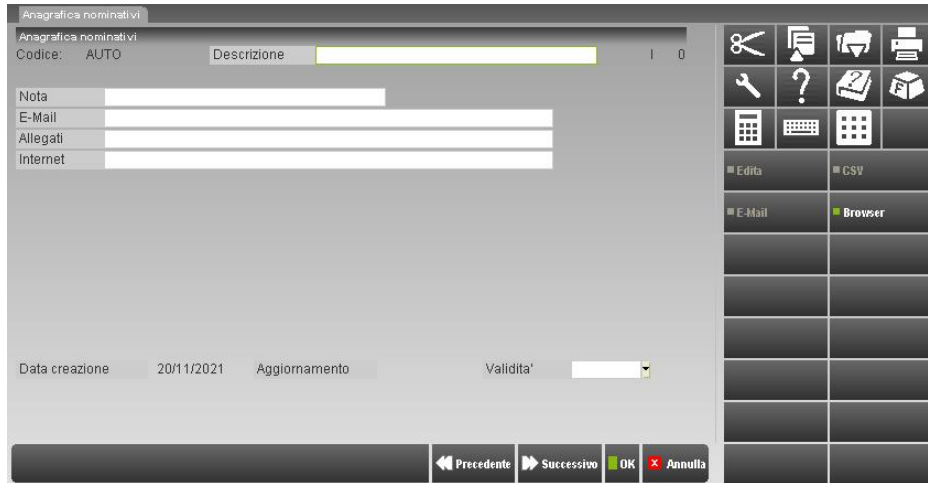 Anagrafica nominativi
Anagrafica nominativi
Codice: AUTO Descrizione I 0
Nota
E-Mail
Allegati
Internet
Data creazione 20/11/2021 Aggiornamento Validita'
Precedente Successivo OK X Annulla
? ? F
Edita CSV
E-Mail Browser